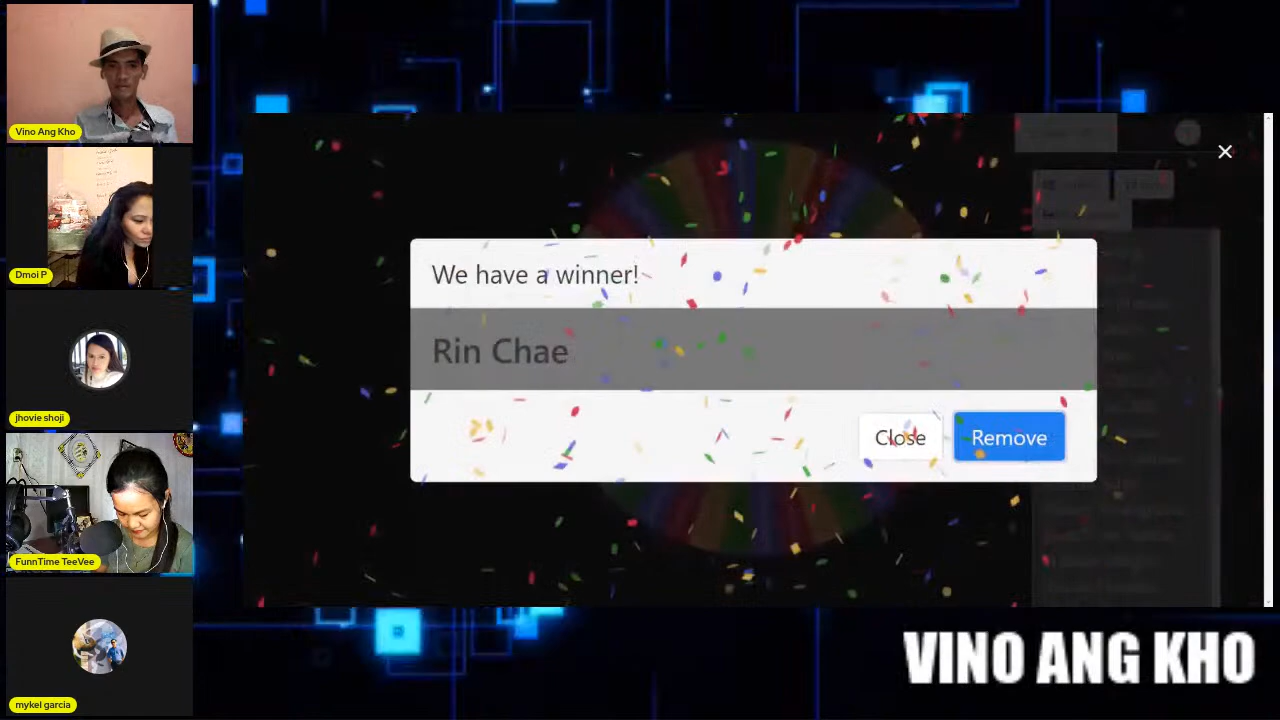 Vino Ang Kho
Dmoi P
jhovie shoji
FunnTime TeeVee
mykel garcia
We have a winner!
Rin Chae
Close
Remove
VINO ANG KHO